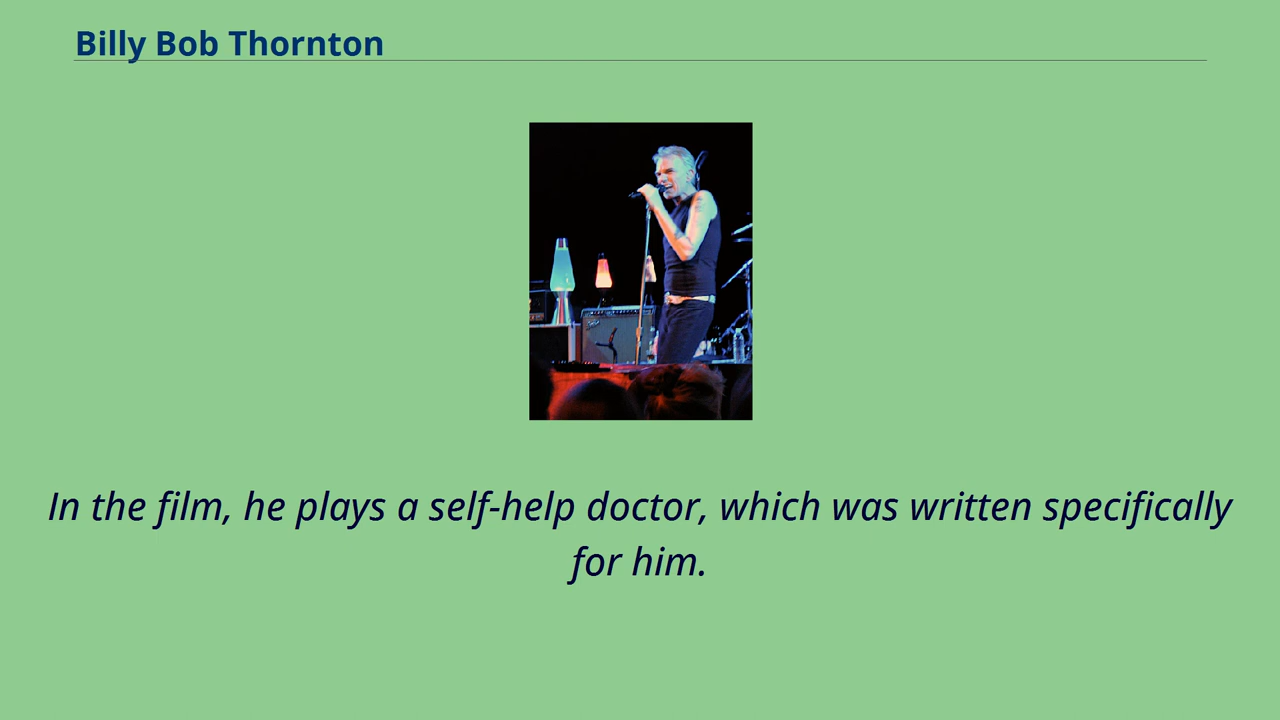 Billy Bob Thornton
In the film, he plays a self-help doctor, which was written specifically
for him.